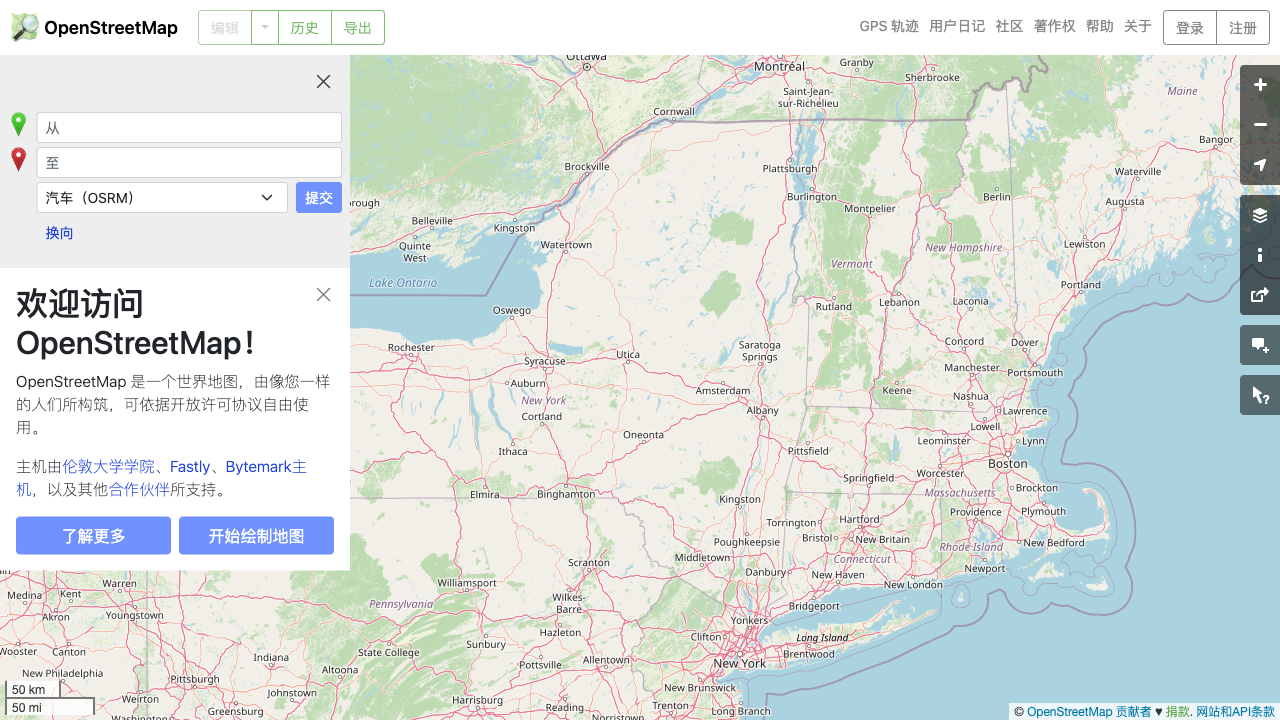 OpenStreetMap
编辑
历史
导出
GPS 轨迹
用户日记
社区
著作权
帮助
关于
登录
注册
从
至
汽车（OSRM）
提交
换向
欢迎访问
OpenStreetMap！
OpenStreetMap 是一个世界地图，由像您一样
的人们所构筑，可依据开放许可协议自由使
用。
主机由伦敦大学学院、Fastly、Bytemark主
机，以及其他合作伙伴所支持。
了解更多
开始绘制地图
Ottawa
Montréal
Granby
Sherbrooke
Saint-Jean-
sur-Richelieu
Maine
Cornwall
Bangor
Brockville
Plattsburgh
Waterville
Burlington
Berlin
Augusta
Montpelier
Belleville
Kingston
Quinte
West
Watertown
New Hampshire
Lewiston
Vermont
Lake Ontario
Portland
Lebanon
Laconia
Rutland
Oswego
Concord
Dover
Rochester
Utica
Saratoga
Springs
Syracuse
Manchester
Portsmouth
Auburn
Amsterdam
Keene
Nashua
New York
Albany
Lawrence
Cortland
Lowell
Oneonta
Leominster
Lynn
Ithaca
Pittsfield
Boston
Worcester
Springfield
Brockton
Elmira
Binghamton
Kingston
Massachusetts
Plymouth
Torrington
Hartford
Providence
Bristol
New Britain
Poughkeepsie
New Bedford
Rhode Island
Middletown
Connecticut
Scranton
Danbury
New Haven
Newport
Warren
Williamsport
New London
Medina
Kent
Wilkes-
Barre
Pennsylvania
Bridgeport
Akron
Youngstown
Yonkers
Hazleton
Clifton
Long Island
Wooster
Canton
Sunbury
State College
Brentwood
Indiana
Allentown
New York
Pottsville
Altoona
New Philadelphia
Pittsburgh
New Brunswick
Johnstown
Weirton
Harrisburg
Reading
Trenton
Long Branch
Greensburg
Norristown
Washington
50 km
50 mi
© OpenStreetMap 贡献者 ♥ 捐款. 网站和API条款